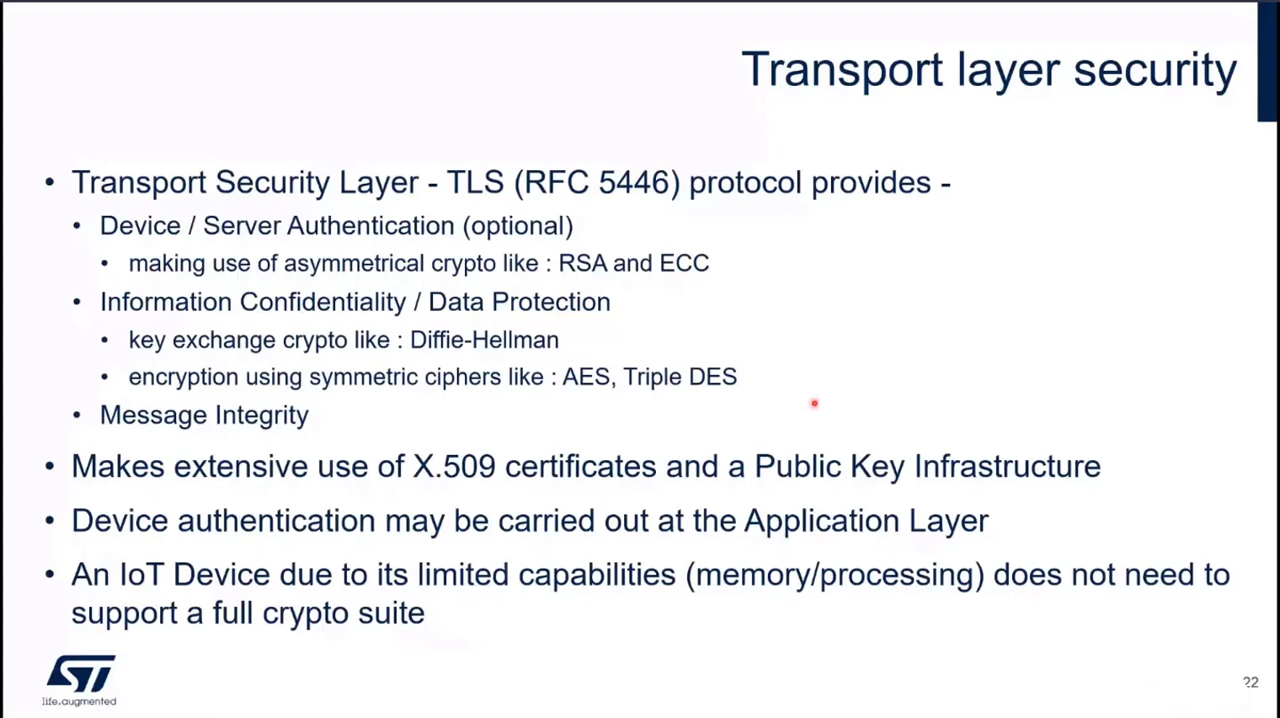 Transport layer security
• Transport Security Layer - TLS (RFC 5446) protocol provides -
• Device / Server Authentication (optional)
• making use of asymmetrical crypto like : RSA and ECC
• Information Confidentiality / Data Protection
• key exchange crypto like : Diffie-Hellman
• encryption using symmetric ciphers like : AES, Triple DES
• Message Integrity
• Makes extensive use of X.509 certificates and a Public Key Infrastructure
• Device authentication may be carried out at the Application Layer
• An IoT Device due to its limited capabilities (memory/processing) does not need to
support a full crypto suite
ST
life.augmented
22